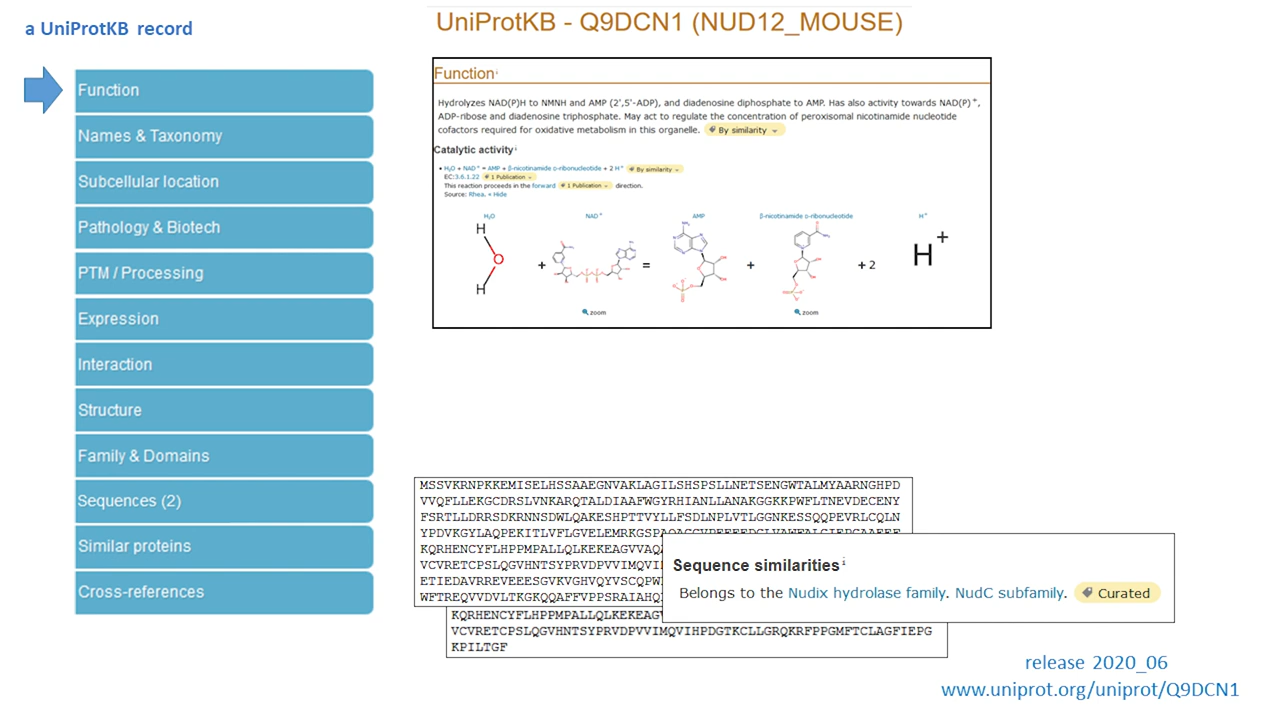 a UniProtKB record
UniProtKB - Q9DCN1 (NUD12_MOUSE)
Function
Names & Taxonomy
Subcellular location
Pathology & Biotech
PTM / Processing
Expression
Interaction
Structure
Family & Domains
Sequences (2)
Similar proteins
Cross-references
Function i
Hydrolyzes NAD(P)H to NMNH and AMP (2',5'-ADP), and diadenosine diphosphate to AMP. Has also activity towards NAD(P)+,
ADP-ribose and diadenosine triphosphate. May act to regulate the concentration of peroxisomal nicotinamide nucleotide
cofactors required for oxidative metabolism in this organelle. By similarity
Catalytic activity i
• H2O + NAD+ = AMP + β-nicotinamide D-ribonucleotide + 2 H+ By similarity
EC:3.6.1.22 # 1 Publication
This reaction proceeds in the forward # 1 Publication direction.
Source: Rhea. « Hide
H2O NAD+ AMP β-nicotinamide D-ribonucleotide H+
H O H + = + + 2 H+
zoom zoom
MSSVKRNPKKEMISELHSSAAEGNVAKLAGILSHSPSLLNETSENGWTALMYAARNGHPD
VVQFLLEKGCDRSLVNKARQTALDIAAFWGYRHIANLLANAKGGKKPWFLTNEVDECENY
FSRTLLDRRSDKRNNSDWLQAKESHPTTVYLLFSDLNPLVTLGGNKESSQQPEVRLCQLN
KQRHENCYFLHPPMPALLQLKEKEAGVVAQ
VCVRETCPSLQGVHNTSYPRVDPVVIMQVI
ETIEDAVRREVEEESGVKVGHVQYVSCQPW
WFTREQVVDVLTKGKQQAFFVPPSRAIAHQ
Sequence similarities i
Belongs to the Nudix hydrolase family. NudC subfamily. Curated
KQRHENCYFLHPPMPALLQLKEKEAG
VCVRETCPSLQGVHNTSYPRVDPVVIMQVIHPDGTKCLLGRQKRFPPGMFTCLAGFIEPG
KPILTGF
release 2020_06
www.uniprot.org/uniprot/Q9DCN1